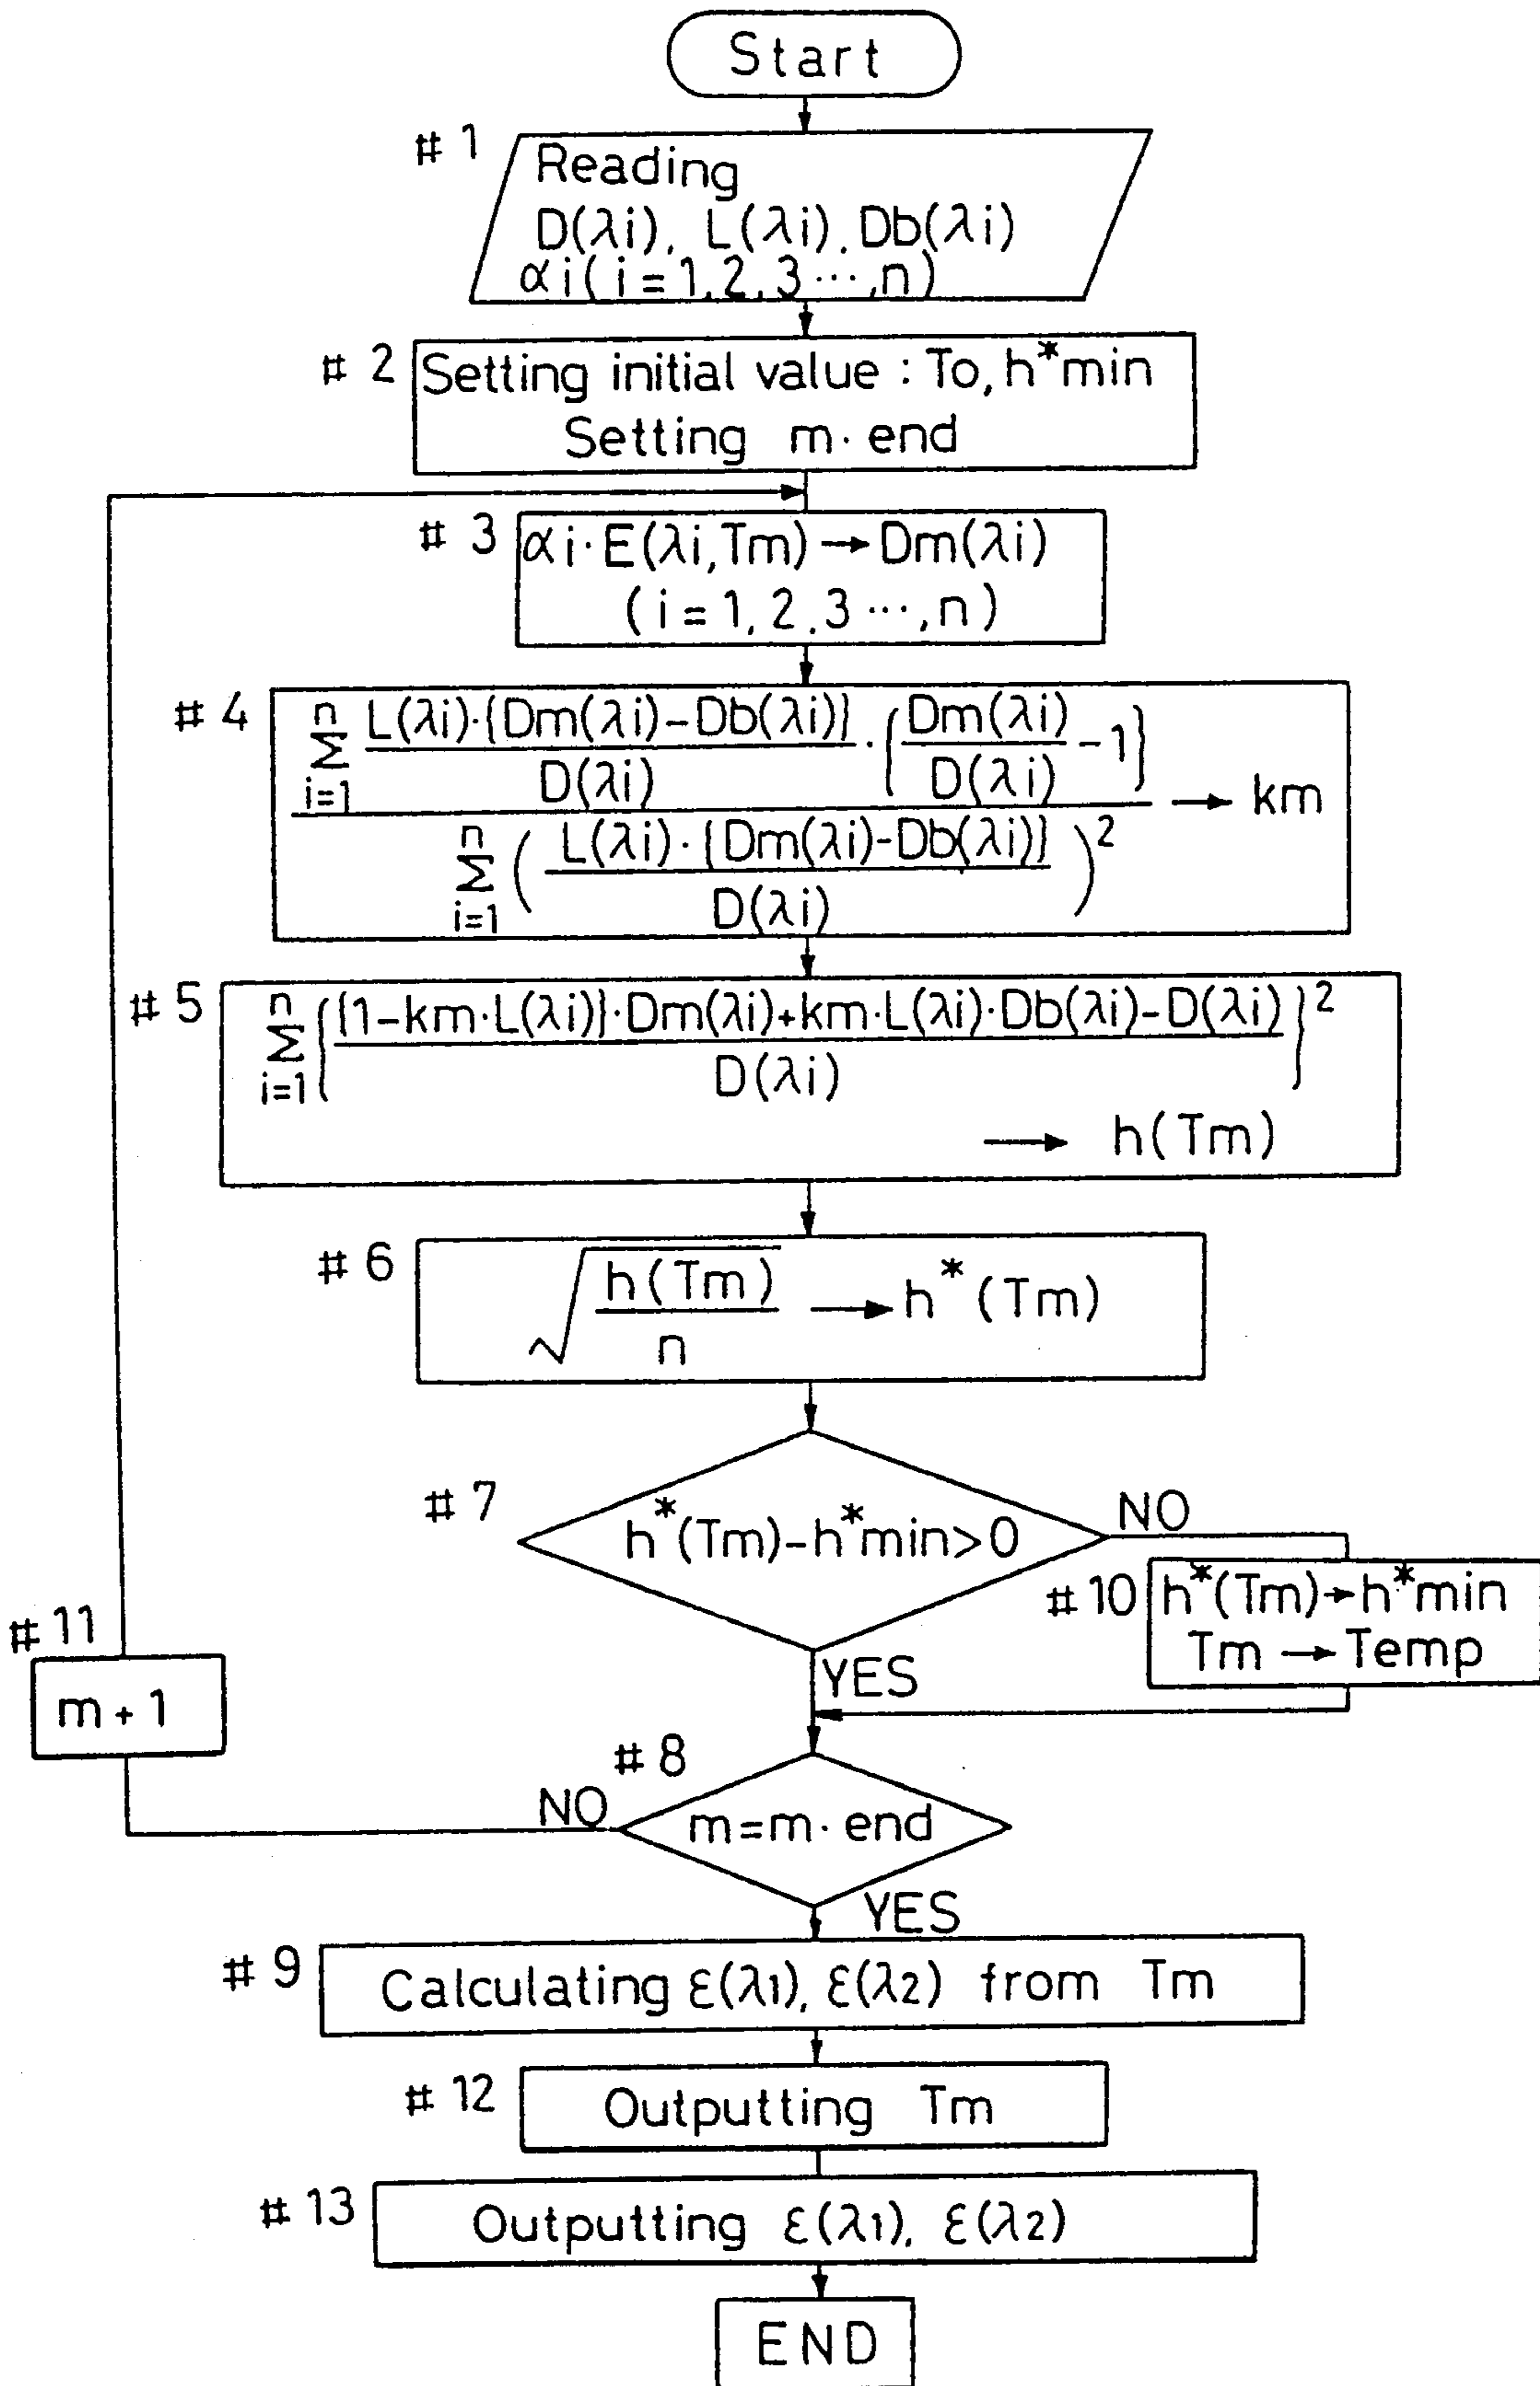 Start
# 1
Reading
D(λi), L(λi), Db(λi)
αi(i=1,2,3···,n)
# 2
Setting initial value : To, h*min
Setting m·end
# 3
αi·E(λi,Tm)→Dm(λi)
(i=1,2,3···,n)
# 4
n
Σ
i=1
L(λi)·{Dm(λi)-Db(λi)}
D(λi)
·{
Dm(λi)
D(λi)
-1}
→ km
n
Σ
i=1
(
L(λi)·{Dm(λi)-Db(λi)}
D(λi)
)2
# 5
n
Σ
i=1
{
{1-km·L(λi)}·Dm(λi)+km·L(λi)·Db(λi)-D(λi)
D(λi)
}2
→ h(Tm)
# 6
√
h(Tm)
n
→ h*(Tm)
# 7
h*(Tm)-h*min>0
NO
#10
h*(Tm)→h*min
Tm→Temp
YES
#11
m+1
#8
NO
m=m·end
YES
# 9
Calculating ε(λ1), ε(λ2) from Tm
# 12
Outputting Tm
# 13
Outputting ε(λ1), ε(λ2)
END